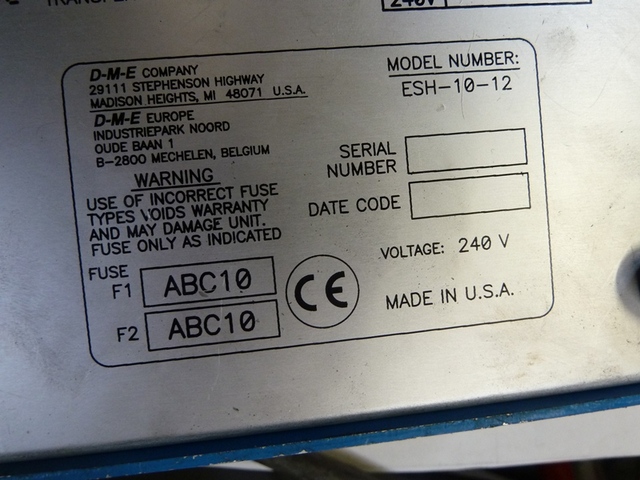 240V
D-M-E COMPANY
29111 STEPHENSON HIGHWAY
MADISON HEIGHTS, MI 48071 U.S.A.
D-M-E EUROPE
INDUSTRIEPARK NOORD
OUDE BAAN 1
B-2800 MECHELEN, BELGIUM
WARNING
USE OF INCORRECT FUSE
TYPES VOIDS WARRANTY
AND MAY DAMAGE UNIT.
FUSE ONLY AS INDICATED
FUSE
F1 ABC10
F2 ABC10
CE
MODEL NUMBER:
ESH-10-12
SERIAL
NUMBER
DATE CODE
VOLTAGE: 240 V
MADE IN U.S.A.